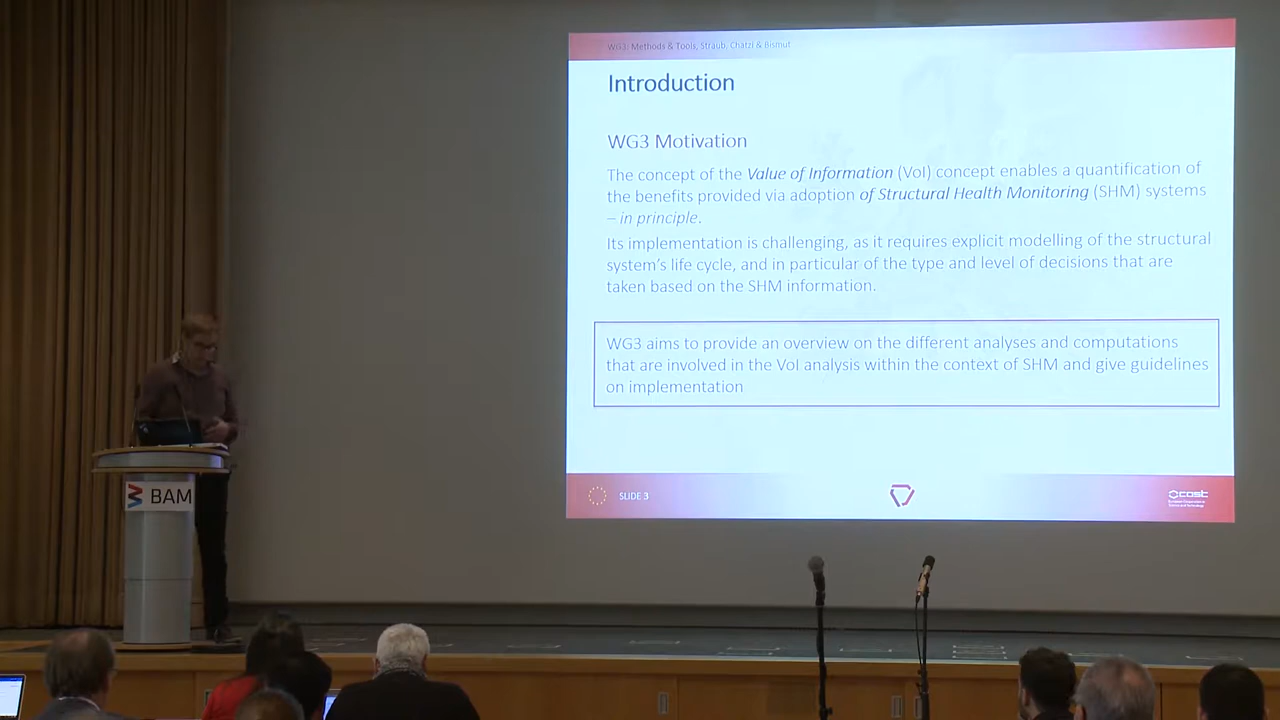 WG3: Methods & Tools, Straub, Chatzi & Bismut
Introduction
WG3 Motivation
The concept of the Value of Information (VoI) concept enables a quantification of
the benefits provided via adoption of Structural Health Monitoring (SHM) systems
– in principle.
Its implementation is challenging, as it requires explicit modelling of the structural
system's life cycle, and in particular of the type and level of decisions that are
taken based on the SHM information.
WG3 aims to provide an overview on the different analyses and computations
that are involved in the VoI analysis within the context of SHM and give guidelines
on implementation
SLIDE 3
cost
BAM